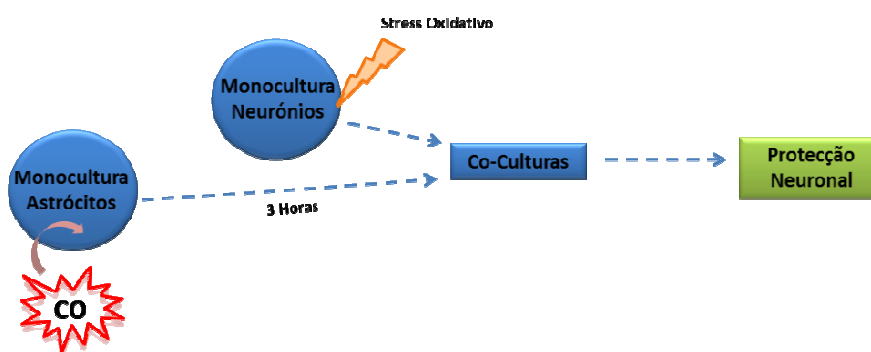 Stress Oxidativo
Monocultura
Neurónios
Monocultura
Astrócitos
3 Horas
Co-Culturas
Protecção
Neuronal
CO